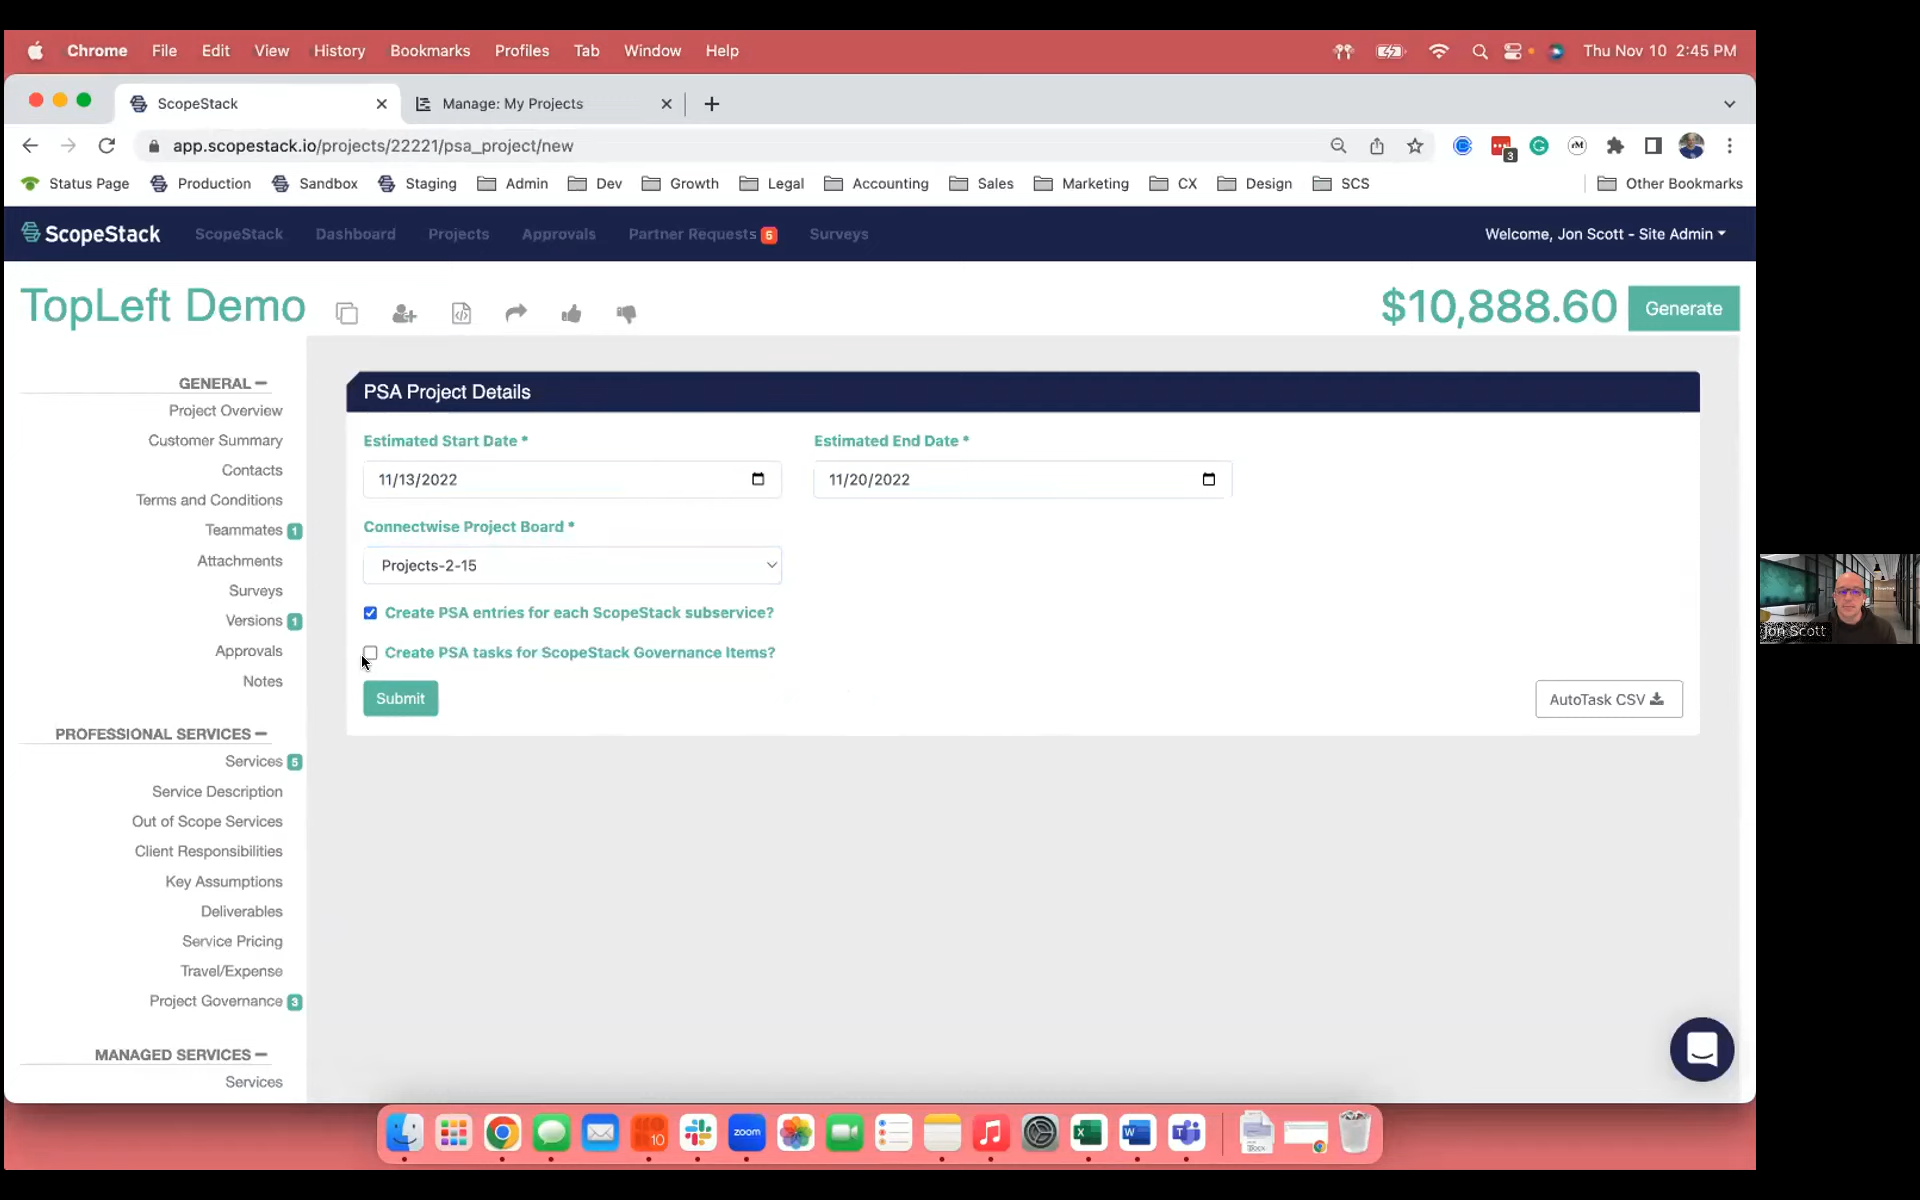 Chrome File Edit View History Bookmarks Profiles Tab Window Help Thu Nov 10 2:45 PM
ScopeStack Manage: My Projects
app.scopestack.io/projects/22221/psa_project/new 3
Status Page Production Sandbox Staging Admin Dev Growth Legal Accounting Sales Marketing CX Design SCS Other Bookmarks
ScopeStack ScopeStack Dashboard Projects Approvals Partner Requests 5 Surveys Welcome, Jon Scott - Site Admin
TopLeft Demo $10,888.60 Generate
GENERAL
Project Overview
Customer Summary
Contacts
Terms and Conditions
Teammates 1
Attachments
Surveys
Versions 1
Approvals
Notes
PROFESSIONAL SERVICES
Services 5
Service Description
Out of Scope Services
Client Responsibilities
Key Assumptions
Deliverables
Service Pricing
Travel/Expense
Project Governance 3
MANAGED SERVICES
Services
PSA Project Details
Estimated Start Date * Estimated End Date *
11/13/2022 11/20/2022
Connectwise Project Board *
Projects-2-15
Create PSA entries for each ScopeStack subservice?
Create PSA tasks for ScopeStack Governance Items?
Submit AutoTask CSV
Jon Scott
10 zoom